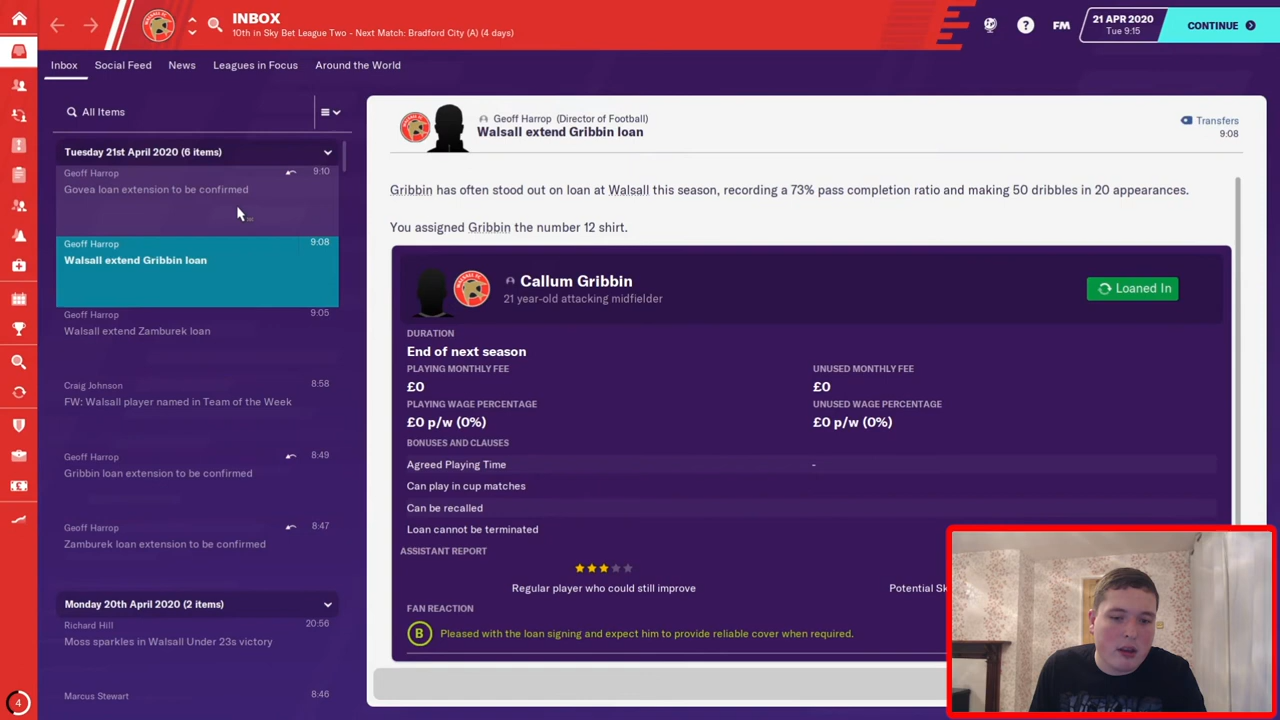 INBOX
10th in Sky Bet League Two - Next Match: Bradford City (A) (4 days)
FM
21 APR 2020
Tue 9:15
CONTINUE
Inbox Social Feed News Leagues in Focus Around the World
All Items
Tuesday 21st April 2020 (6 items)
Geoff Harrop 9:10
Govea loan extension to be confirmed
Geoff Harrop 9:08
Walsall extend Gribbin loan
Geoff Harrop 9:05
Walsall extend Zamburek loan
Craig Johnson 8:58
FW: Walsall player named in Team of the Week
Geoff Harrop 8:49
Gribbin loan extension to be confirmed
Geoff Harrop 8:47
Zamburek loan extension to be confirmed
Monday 20th April 2020 (2 items)
Richard Hill 20:56
Moss sparkles in Walsall Under 23s victory
Marcus Stewart 8:46
4
Geoff Harrop (Director of Football)
Walsall extend Gribbin loan
Transfers
9:08
Gribbin has often stood out on loan at Walsall this season, recording a 73% pass completion ratio and making 50 dribbles in 20 appearances.
You assigned Gribbin the number 12 shirt.
Callum Gribbin
21 year-old attacking midfielder
Loaned In
DURATION
End of next season
PLAYING MONTHLY FEE UNUSED MONTHLY FEE
£0 £0
PLAYING WAGE PERCENTAGE UNUSED WAGE PERCENTAGE
£0 p/w (0%) £0 p/w (0%)
BONUSES AND CLAUSES
Agreed Playing Time -
Can play in cup matches
Can be recalled
Loan cannot be terminated
ASSISTANT REPORT
Regular player who could still improve Potential Sk
FAN REACTION
B Pleased with the loan signing and expect him to provide reliable cover when required.